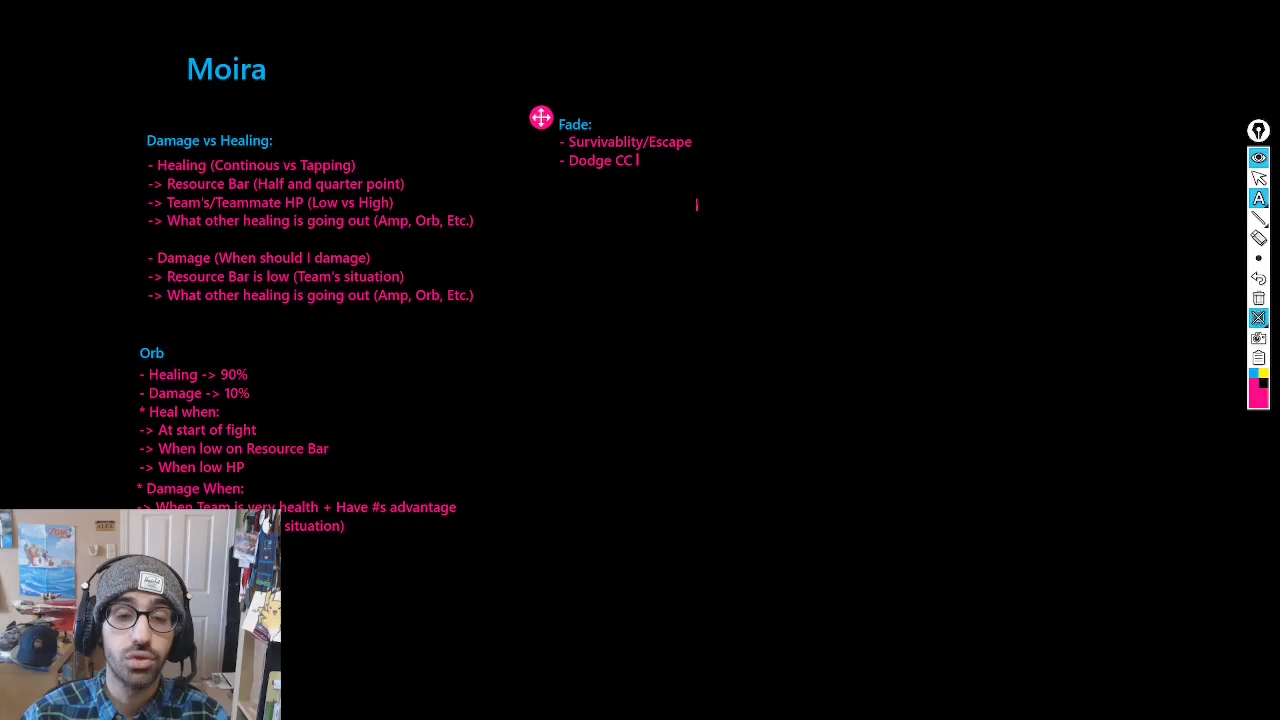 Moira
Damage vs Healing:
- Healing (Continous vs Tapping)
-> Resource Bar (Half and quarter point)
-> Team's/Teammate HP (Low vs High)
-> What other healing is going out (Amp, Orb, Etc.)
- Damage (When should I damage)
-> Resource Bar is low (Team's situation)
-> What other healing is going out (Amp, Orb, Etc.)
Orb
- Healing -> 90%
- Damage -> 10%
* Heal when:
-> At start of fight
-> When low on Resource Bar
-> When low HP
* Damage When:
-> When Team is very health + Have #s advantage
situation)
Fade:
- Survivablity/Escape
- Dodge CC
A